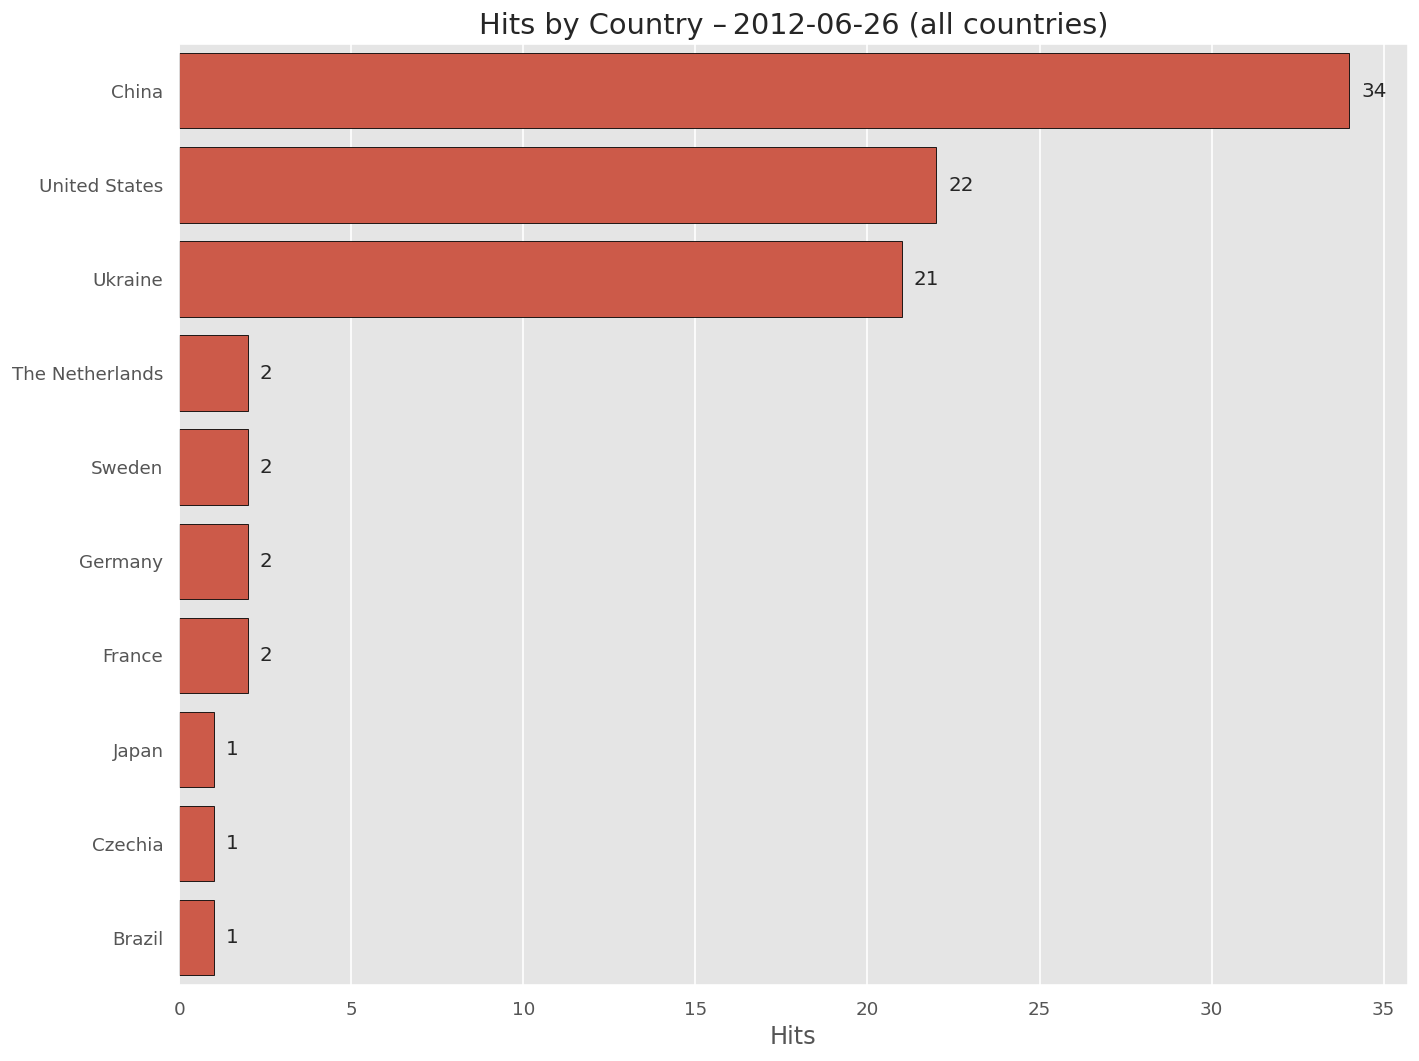 Hits by Country – 2012-06-26 (all countries)
China 34
United States 22
Ukraine 21
The Netherlands 2
Sweden 2
Germany 2
France 2
Japan 1
Czechia 1
Brazil 1
0 5 10 15 20 25 30 35
Hits